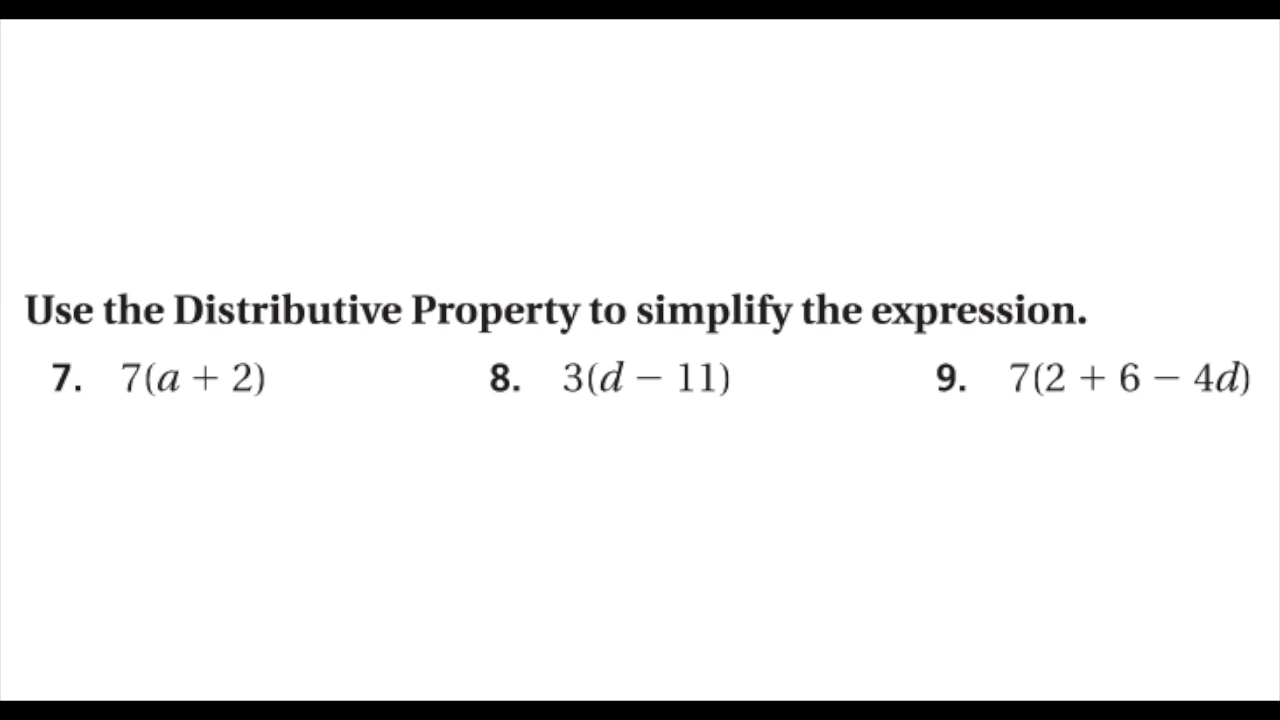 Use the Distributive Property to simplify the expression.
7. 7(a + 2) 8. 3(d − 11) 9. 7(2 + 6 − 4d)